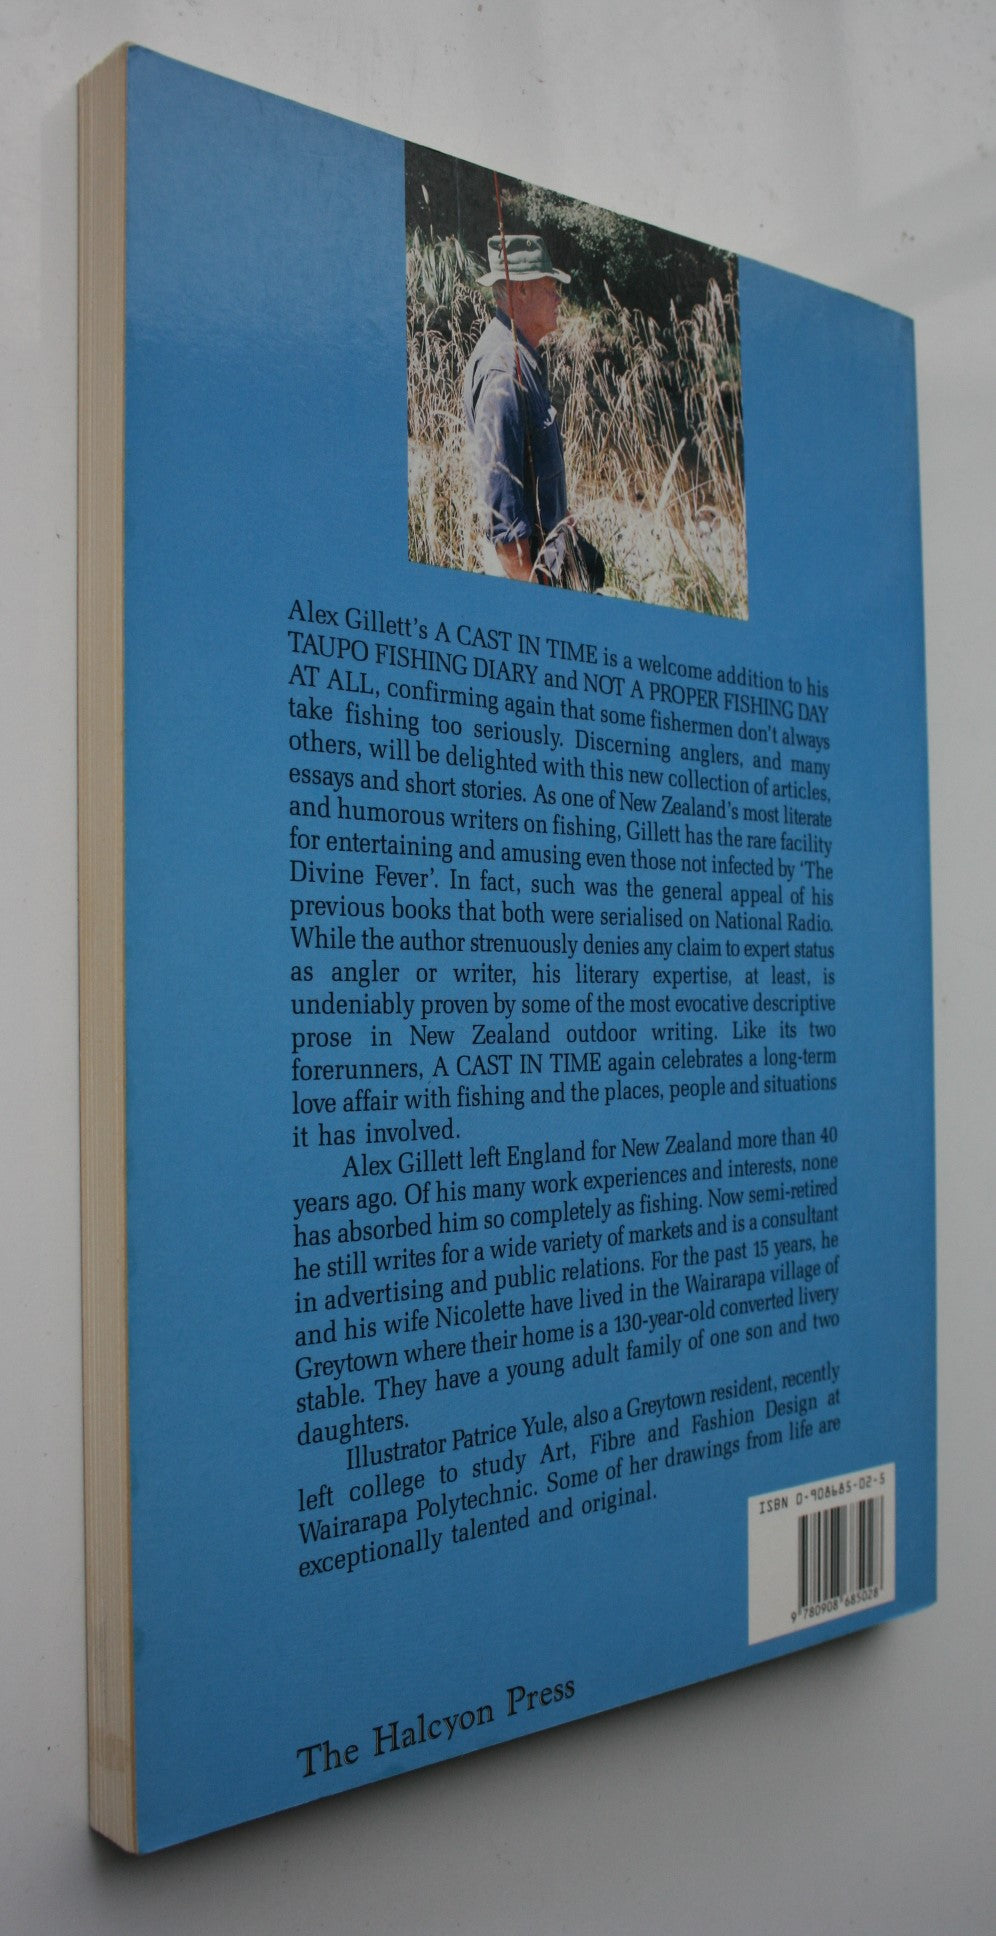 Alex Gillett's A CAST IN TIME is a welcome addition to his
TAUPO FISHING DIARY and NOT A PROPER FISHING DAY
AT ALL, confirming again that some fishermen don't always
take fishing too seriously. Discerning anglers, and many
others, will be delighted with this new collection of articles,
essays and short stories. As one of New Zealand's most literate
and humorous writers on fishing, Gillett has the rare facility
for entertaining and amusing even those not infected by 'The
Divine Fever'. In fact, such was the general appeal of his
previous books that both were serialised on National Radio.
While the author strenuously denies any claim to expert status
as angler or writer, his literary expertise, at least, is
undeniably proven by some of the most evocative descriptive
prose in New Zealand outdoor writing. Like its two
forerunners, A CAST IN TIME again celebrates a long-term
love affair with fishing and the places, people and situations
it has involved.
Alex Gillett left England for New Zealand more than 40
years ago. Of his many work experiences and interests, none
has absorbed him so completely as fishing. Now semi-retired
he still writes for a wide variety of markets and is a consultant
in advertising and public relations. For the past 15 years, he
and his wife Nicolette have lived in the Wairarapa village of
Greytown where their home is a 130-year-old converted livery
stable. They have a young adult family of one son and two
daughters.
Illustrator Patrice Yule, also a Greytown resident, recently
left college to study Art, Fibre and Fashion Design at
Wairarapa Polytechnic. Some of her drawings from life are
exceptionally talented and original.
ISBN 0-908685-02-5
9 780908 685028
The Halcyon Press